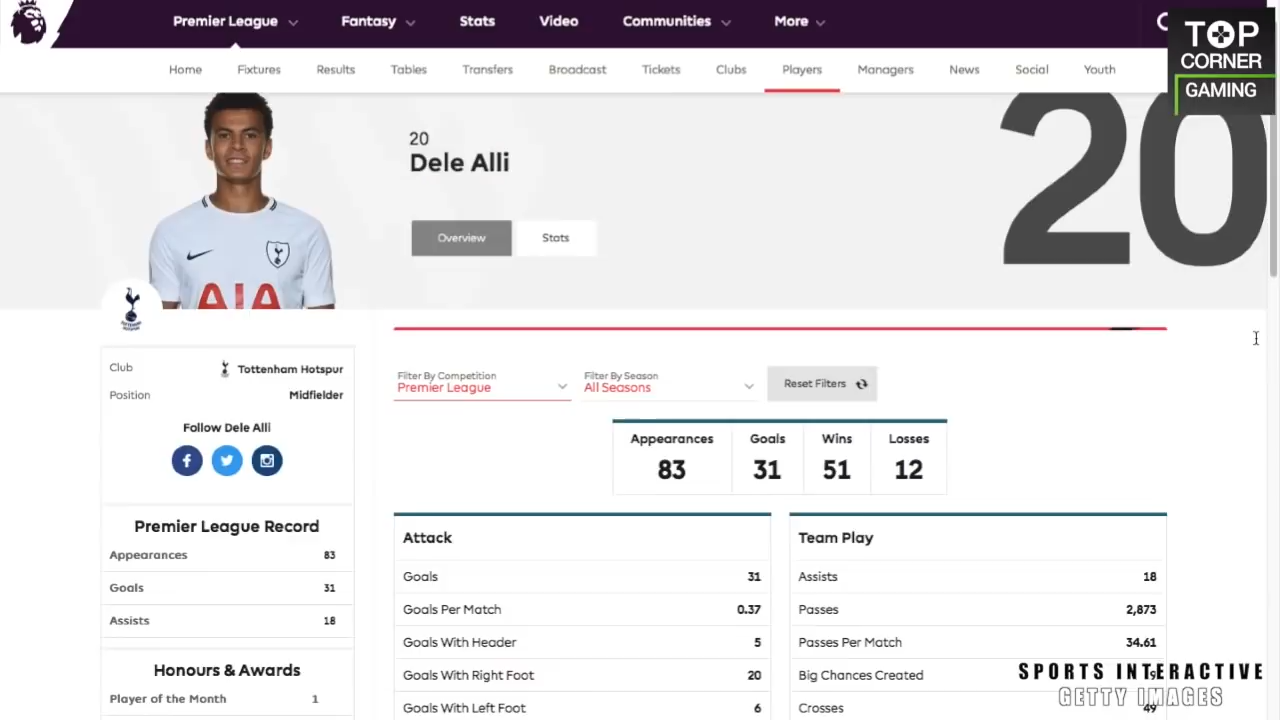 Premier League Fantasy Stats Video Communities More
TOP
CORNER
GAMING
Home Fixtures Results Tables Transfers Broadcast Tickets Clubs Players Managers News Social Youth
20
Dele Alli
20
Overview Stats
AIA
Club Tottenham Hotspur
Position Midfielder
Follow Dele Alli
Premier League Record
Appearances 83
Goals 31
Assists 18
Honours & Awards
Player of the Month 1
Filter By Competition
Premier League
Filter By Season
All Seasons
Reset Filters
Appearances Goals Wins Losses
83 31 51 12
Attack
Goals 31
Goals Per Match 0.37
Goals With Header 5
Goals With Right Foot 20
Goals With Left Foot 6
Team Play
Assists 18
Passes 2,873
Passes Per Match 34.61
Big Chances Created 9
Crosses 49
SPORTS INTERACTIVE
GETTY IMAGES